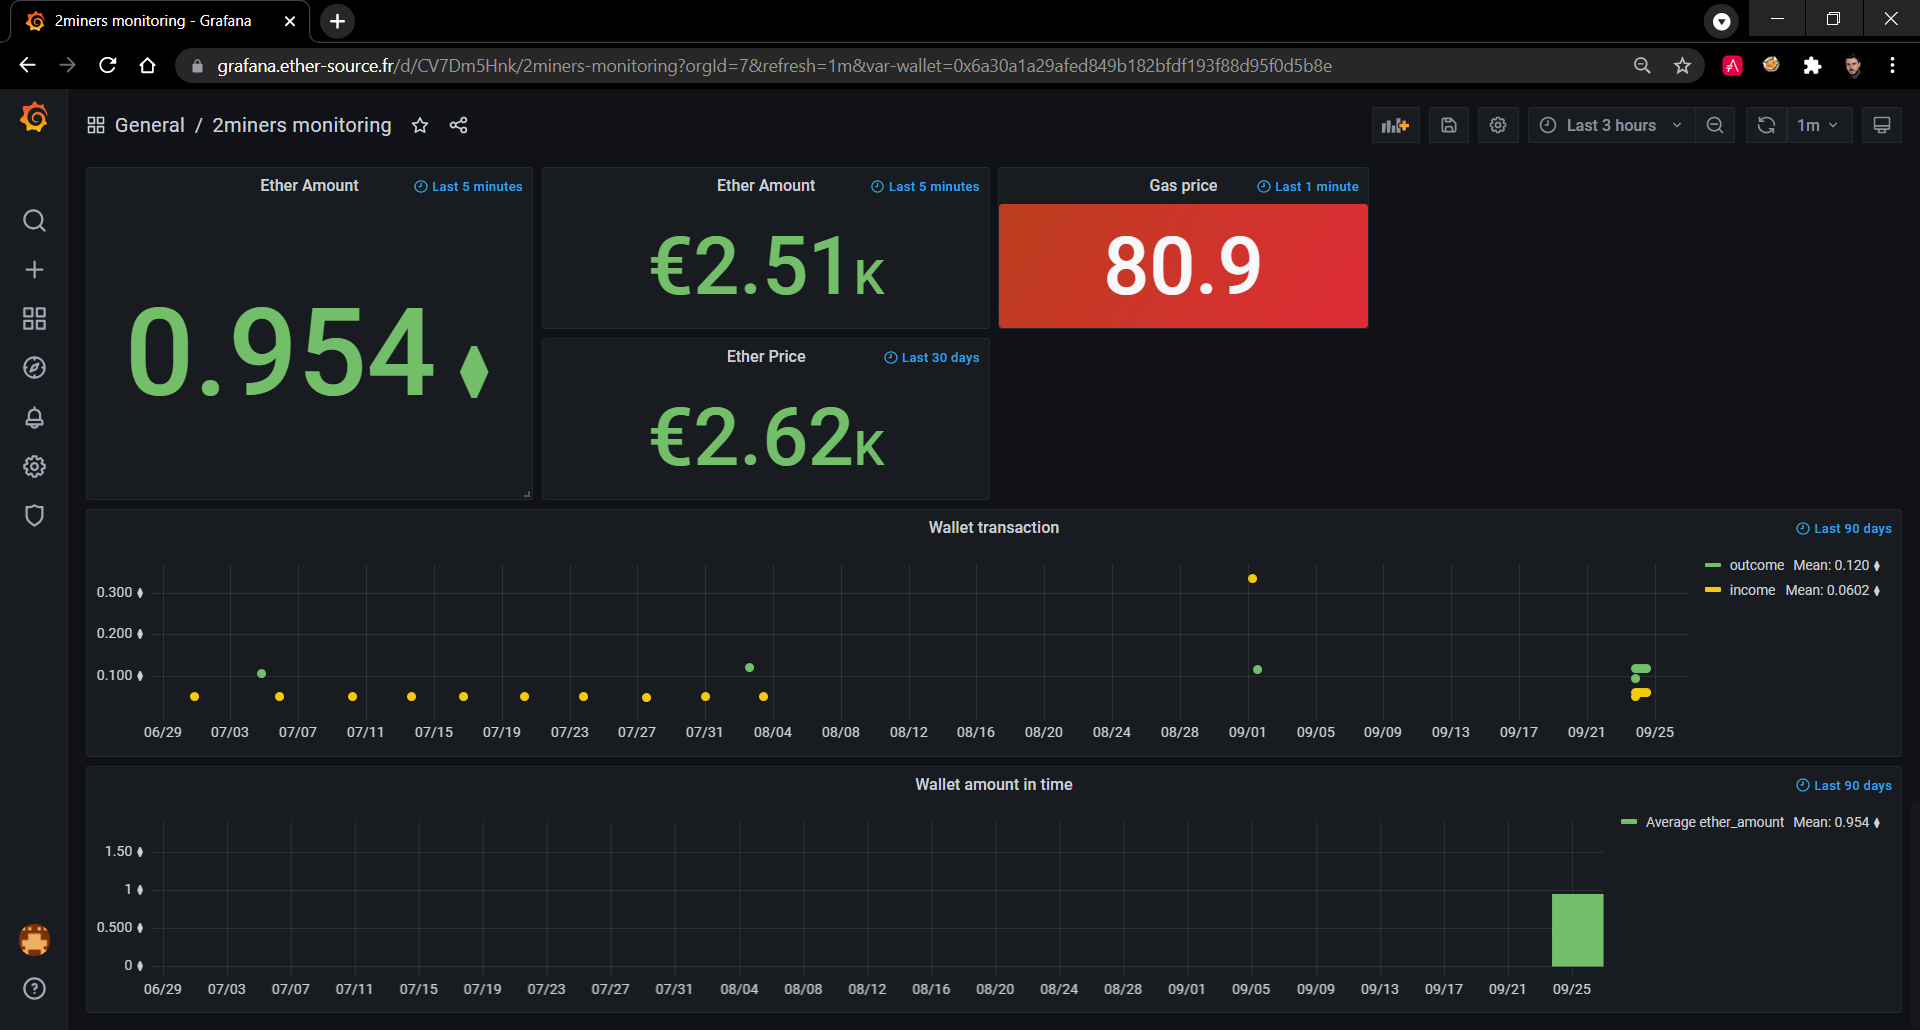 2miners monitoring - Grafana
grafana.ether-source.fr/d/CV7Dm5Hnk/2miners-monitoring?orgId=7&refresh=1m&var-wallet=0x6a30a1a29afed849b182bfdf193f88d95f0d5b8e
General / 2miners monitoring
Last 3 hours
1m
Ether Amount
Last 5 minutes
0.954
Ether Amount
Last 5 minutes
€2.51K
Gas price
Last 1 minute
80.9
Ether Price
Last 30 days
€2.62K
Wallet transaction
Last 90 days
outcome Mean: 0.120
income Mean: 0.0602
0.300
0.200
0.100
06/29 07/03 07/07 07/11 07/15 07/19 07/23 07/27 07/31 08/04 08/08 08/12 08/16 08/20 08/24 08/28 09/01 09/05 09/09 09/13 09/17 09/21 09/25
Wallet amount in time
Last 90 days
Average ether_amount Mean: 0.954
1.50
1
0.500
0
06/29 07/03 07/07 07/11 07/15 07/19 07/23 07/27 07/31 08/04 08/08 08/12 08/16 08/20 08/24 08/28 09/01 09/05 09/09 09/13 09/17 09/21 09/25